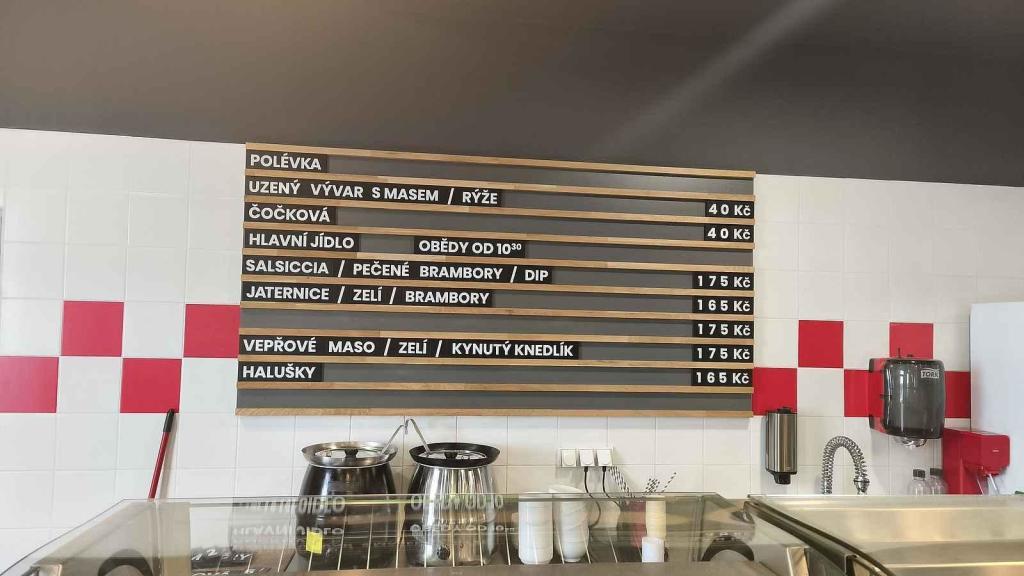 POLÉVKA
UZENÝ VÝVAR S MASEM / RÝŽE 40 Kč
ČOČKOVÁ 40 Kč
HLAVNÍ JÍDLO OBĚDY OD 10³⁰
SALSICCIA / PEČENÉ BRAMBORY / DIP 175 Kč
JATERNICE / ZELÍ / BRAMBORY 165 Kč
175 Kč
VEPŘOVÉ MASO / ZELÍ / KYNUTÝ KNEDLÍK 175 Kč
HALUŠKY 165 Kč
TORK